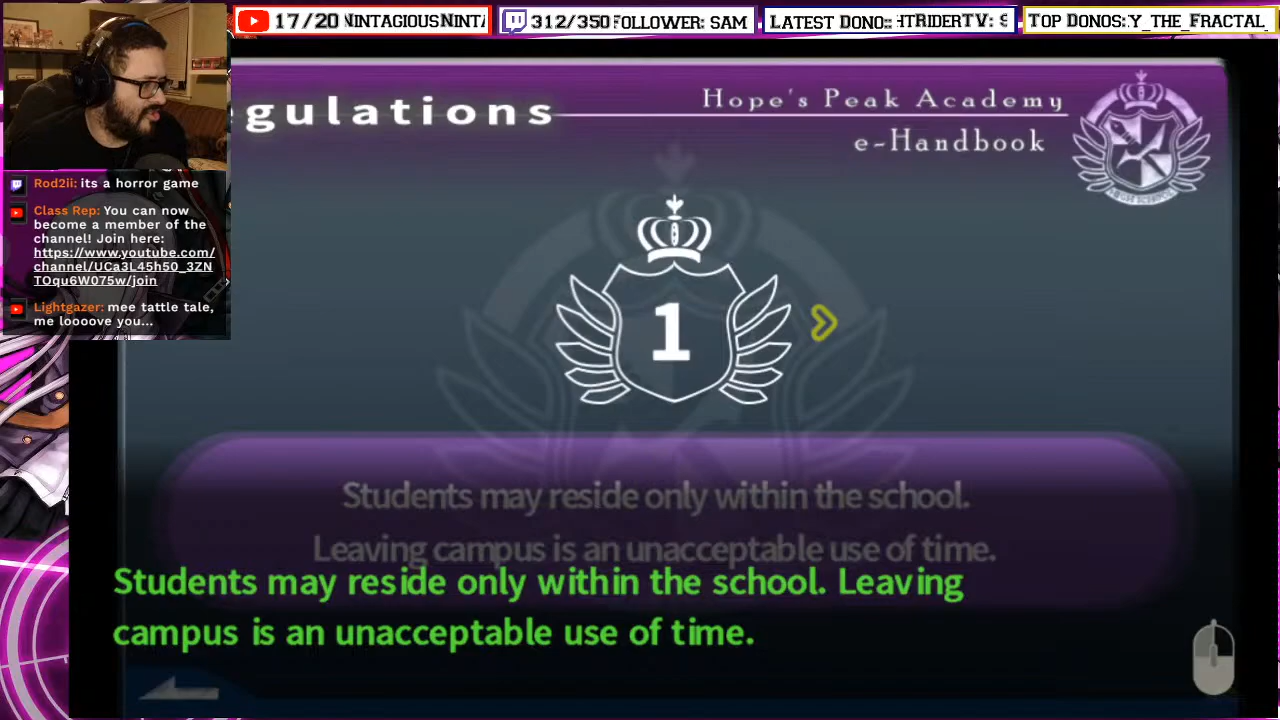 17/20 NINTAGIOUSNINTA
312/350 FOLLOWER: SAM
LATEST DONO:: HTRIDERTV: S
TOP DONOS:Y_THE_FRACTAL_
gulations
Hope's Peak Academy
e-Handbook
Rod2ii: its a horror game
Class Rep: You can now
become a member of the
channel! Join here:
https://www.youtube.com/
channel/UCa3L45h50_3ZN
TOqu6W075w/join
Lightgazer: mee tattle tale,
me loooove you...
1
Students may reside only within the school.
Leaving campus is an unacceptable use of time.
Students may reside only within the school. Leaving
campus is an unacceptable use of time.